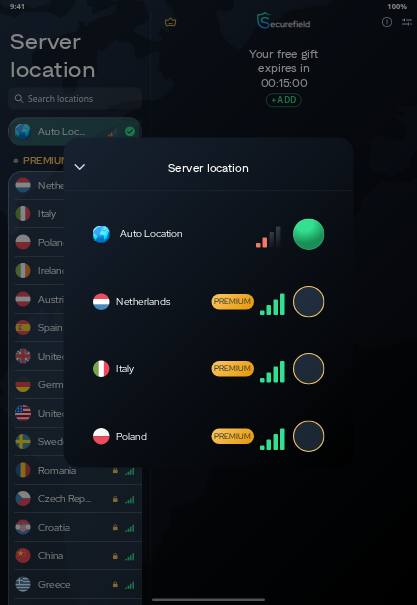 9:41
100%
Securefield
Server
location
Your free gift
expires in
00:15:00
+ADD
Search locations
Auto Loc...
PREMIUM
Server location
Auto Location
Netherlands PREMIUM
Italy PREMIUM
Poland PREMIUM
Nethe
Italy
Polan
Irelan
Austri
Spain
Unite
Germ
Unite
Swed
Romania
Czech Rep...
Croatia
China
Greece